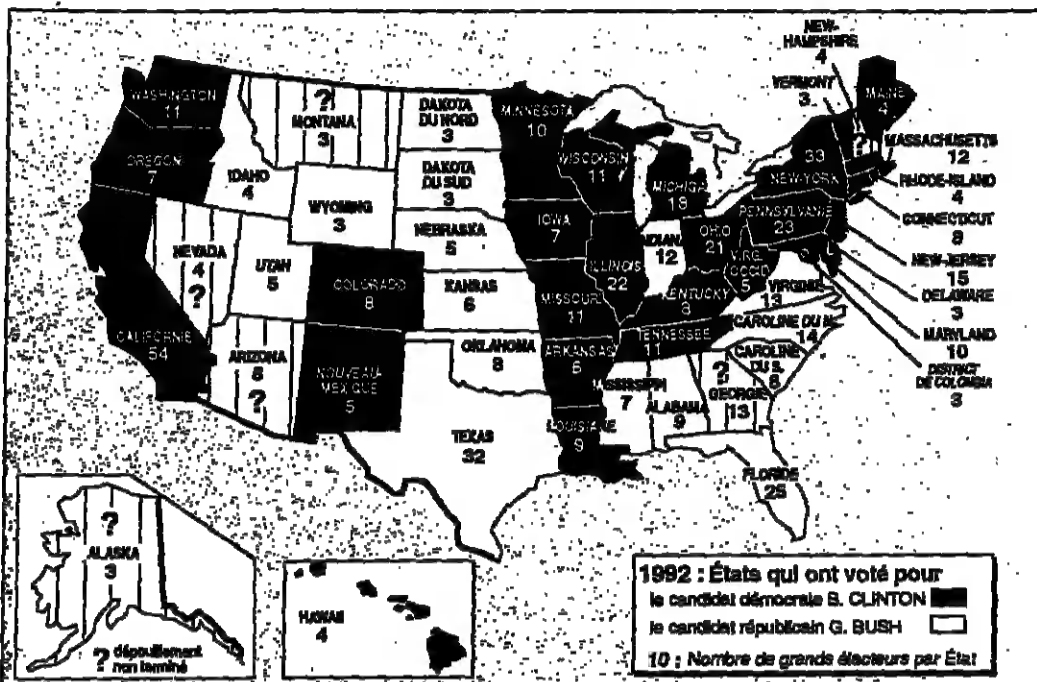 NEW-
HAMPSHIRE
4
VERMONT
3
WASHINGTON
11
?
MONTANA
3
DAKOTA
DU NORD
3
MINNESOTA
10
MAINE
4
OREGON
7
IDAHO
4
DAKOTA
DU SUD
3
WISCONSIN
11
MICHIGA
18
33
NEW-YORK
?
MASSACHUSETTS
12
RHODE-ISLAND
4
WYOMING
3
NEBRASKA
5
IOWA
7
PENNSYLVANIE
23
CONNECTICUT
8
NEVADA
4
?
UTAH
5
COLORADO
8
KANSAS
6
ILLINOIS
22
INDIANA
12
OHIO
21
VIRG.
OCCID
5
NEW-JERSEY
15
VIRGINIE
13
DELAWARE
3
CALIFORNIE
54
MISSOURI
11
KENTUCKY
8
TENNESSEE
11
CAROLINE DU N.
14
MARYLAND
10
DISTRICT
DE COLOMBIA
3
ARIZONA
8
?
NOUVEAU-
MEXIQUE
5
OKLAHOMA
8
ARKANSAS
6
CAROLINE
DU S.
8
MISSISSIPPI
7
ALABAMA
9
?
GEORGIE
13
TEXAS
32
LOUISIANE
9
FLORIDE
25
?
ALASKA
3
? dépouillement
non terminé
HAWAII
4
1992 : États qui ont voté pour
le candidat démocrate B. CLINTON
le candidat républicain G. BUSH
10 : Nombre de grands électeurs par État